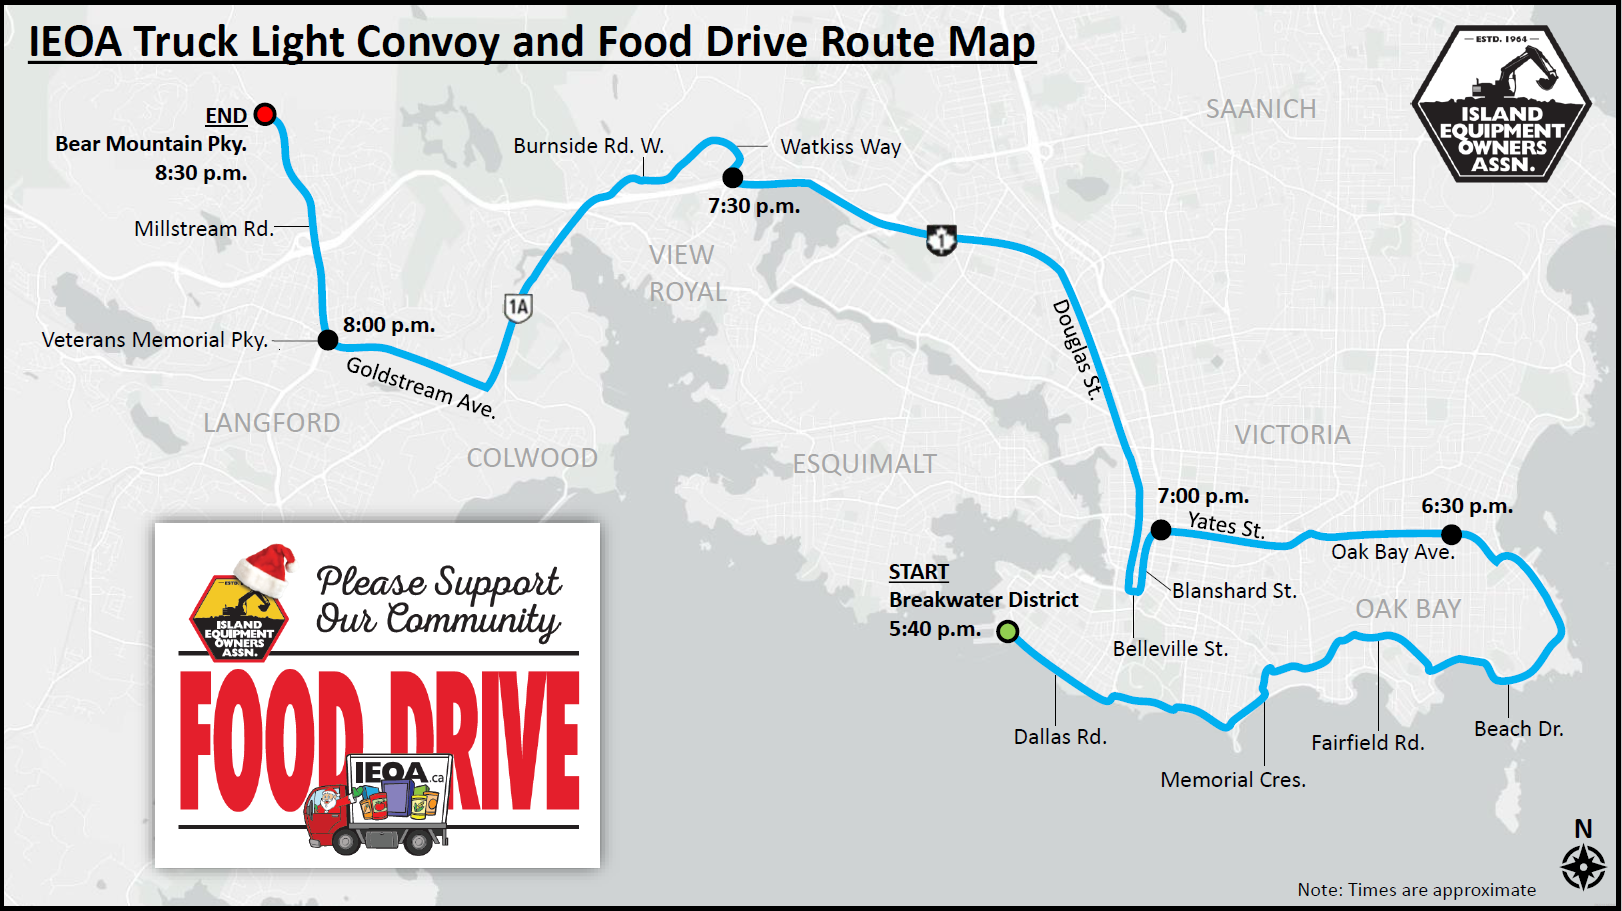 IEOA Truck Light Convoy and Food Drive Route Map
ESTD. 1964
ISLAND
EQUIPMENT
OWNERS
ASSN.
SAANICH
END
Bear Mountain Pky.
8:30 p.m.
Burnside Rd. W.
Watkiss Way
7:30 p.m.
Millstream Rd.
1
VIEW
ROYAL
1A
8:00 p.m.
Veterans Memorial Pky.
Goldstream Ave.
Douglas St.
LANGFORD
COLWOOD
ESQUIMALT
VICTORIA
7:00 p.m.
Yates St.
6:30 p.m.
Oak Bay Ave.
START
Breakwater District
5:40 p.m.
Blanshard St.
OAK BAY
Belleville St.
Dallas Rd.
Memorial Cres.
Fairfield Rd.
Beach Dr.
Please Support
Our Community
ISLAND
EQUIPMENT
OWNERS
ASSN.
FOOD DRIVE
IEOA.ca
N
Note: Times are approximate